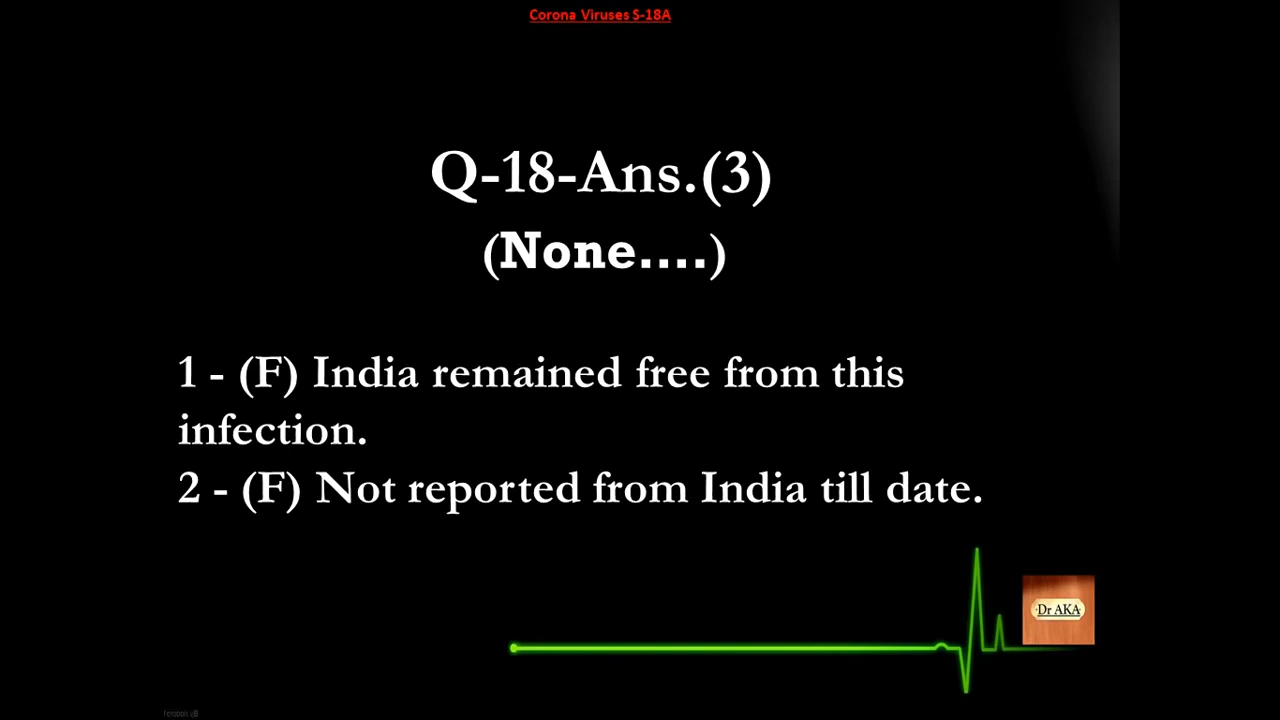 Corona Viruses S-18A
Q-18-Ans.(3)
(None....)
1 - (F) India remained free from this
infection.
2 - (F) Not reported from India till date.
Dr AKA